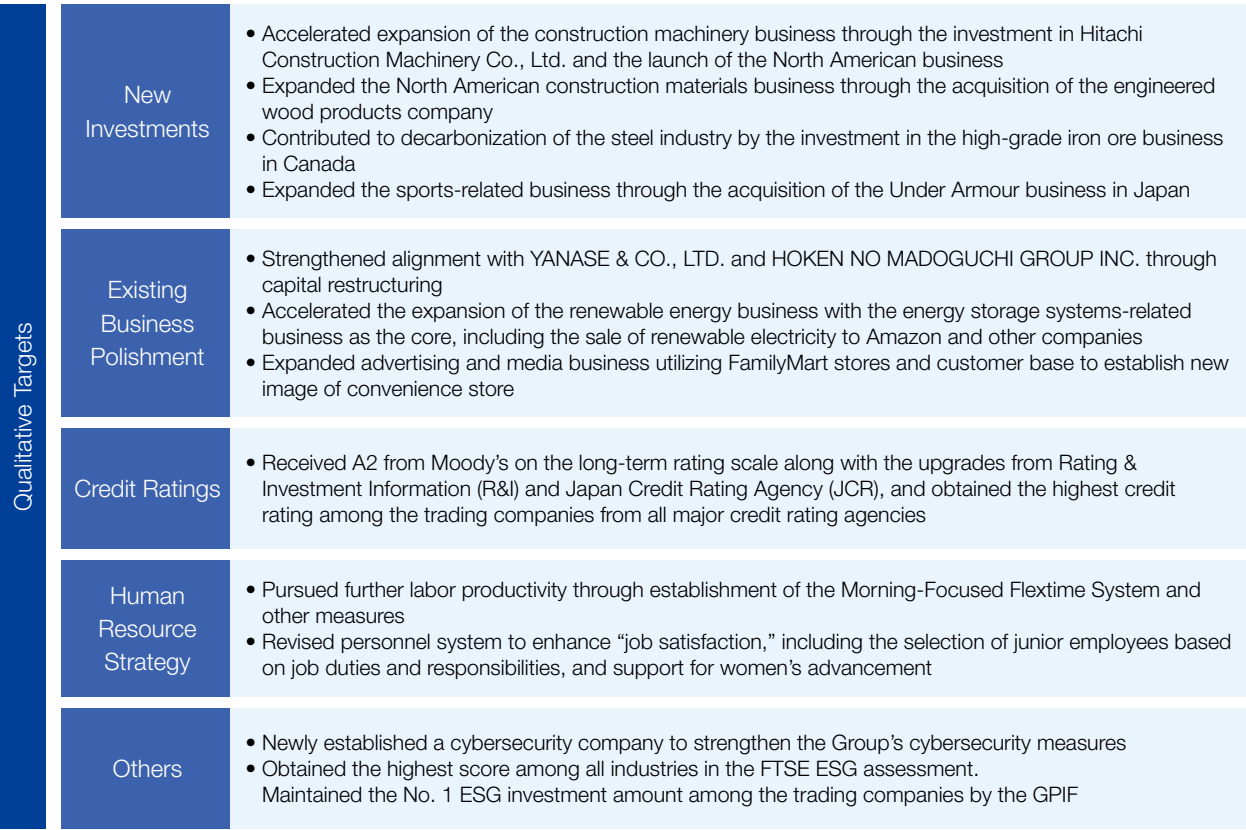 Qualitative Targets
New
Investments
• Accelerated expansion of the construction machinery business through the investment in Hitachi
Construction Machinery Co., Ltd. and the launch of the North American business
• Expanded the North American construction materials business through the acquisition of the engineered
wood products company
• Contributed to decarbonization of the steel industry by the investment in the high-grade iron ore business
in Canada
• Expanded the sports-related business through the acquisition of the Under Armour business in Japan
Existing
Business
Polishment
• Strengthened alignment with YANASE & CO., LTD. and HOKEN NO MADOGUCHI GROUP INC. through
capital restructuring
• Accelerated the expansion of the renewable energy business with the energy storage systems-related
business as the core, including the sale of renewable electricity to Amazon and other companies
• Expanded advertising and media business utilizing FamilyMart stores and customer base to establish new
image of convenience store
Credit Ratings
• Received A2 from Moody’s on the long-term rating scale along with the upgrades from Rating &
Investment Information (R&I) and Japan Credit Rating Agency (JCR), and obtained the highest credit
rating among the trading companies from all major credit rating agencies
Human
Resource
Strategy
• Pursued further labor productivity through establishment of the Morning-Focused Flextime System and
other measures
• Revised personnel system to enhance “job satisfaction,” including the selection of junior employees based
on job duties and responsibilities, and support for women’s advancement
Others
• Newly established a cybersecurity company to strengthen the Group’s cybersecurity measures
• Obtained the highest score among all industries in the FTSE ESG assessment.
Maintained the No. 1 ESG investment amount among the trading companies by the GPIF